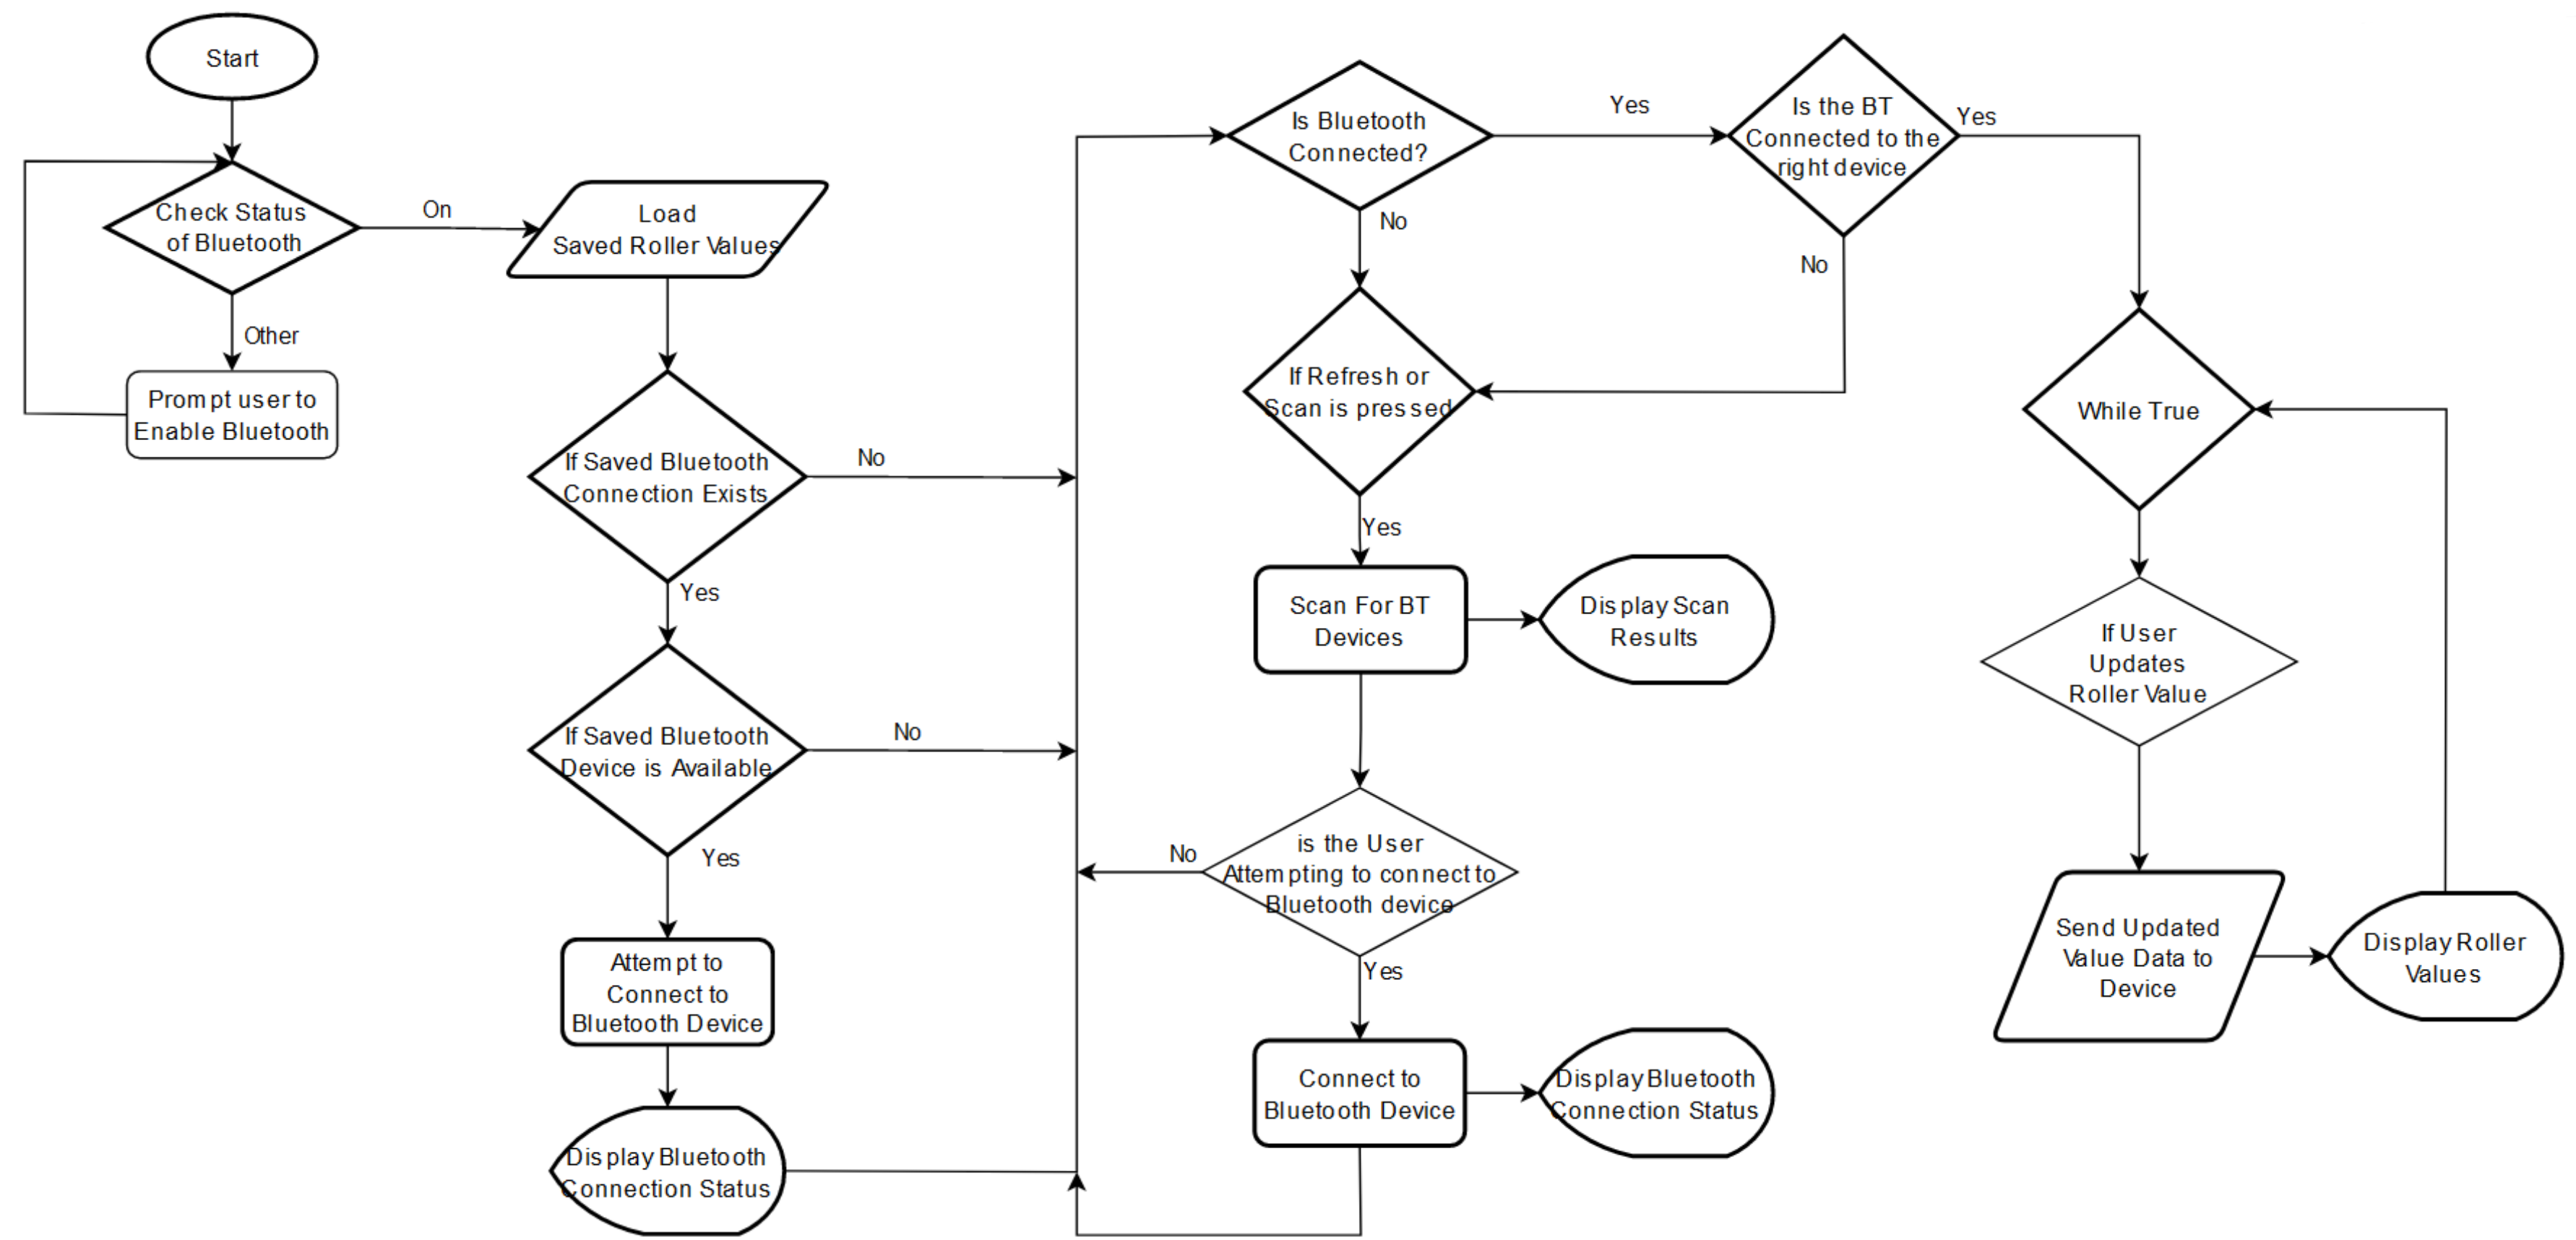 Start
Check Status
of Bluetooth
On
Other
Prompt user to
Enable Bluetooth
Load
Saved Roller Values
If Saved Bluetooth
Connection Exists
No
Yes
If Saved Bluetooth
Device is Available
No
Yes
Attempt to
Connect to
Bluetooth Device
Display Bluetooth
Connection Status
Is Bluetooth
Connected?
Yes
No
Is the BT
Connected to the
right device
Yes
No
If Refresh or
Scan is pressed
Yes
Scan For BT
Devices
Display Scan
Results
is the User
Attempting to connect to
Bluetooth device
No
Yes
Connect to
Bluetooth Device
Display Bluetooth
Connection Status
While True
If User
Updates
Roller Value
Send Updated
Value Data to
Device
Display Roller
Values